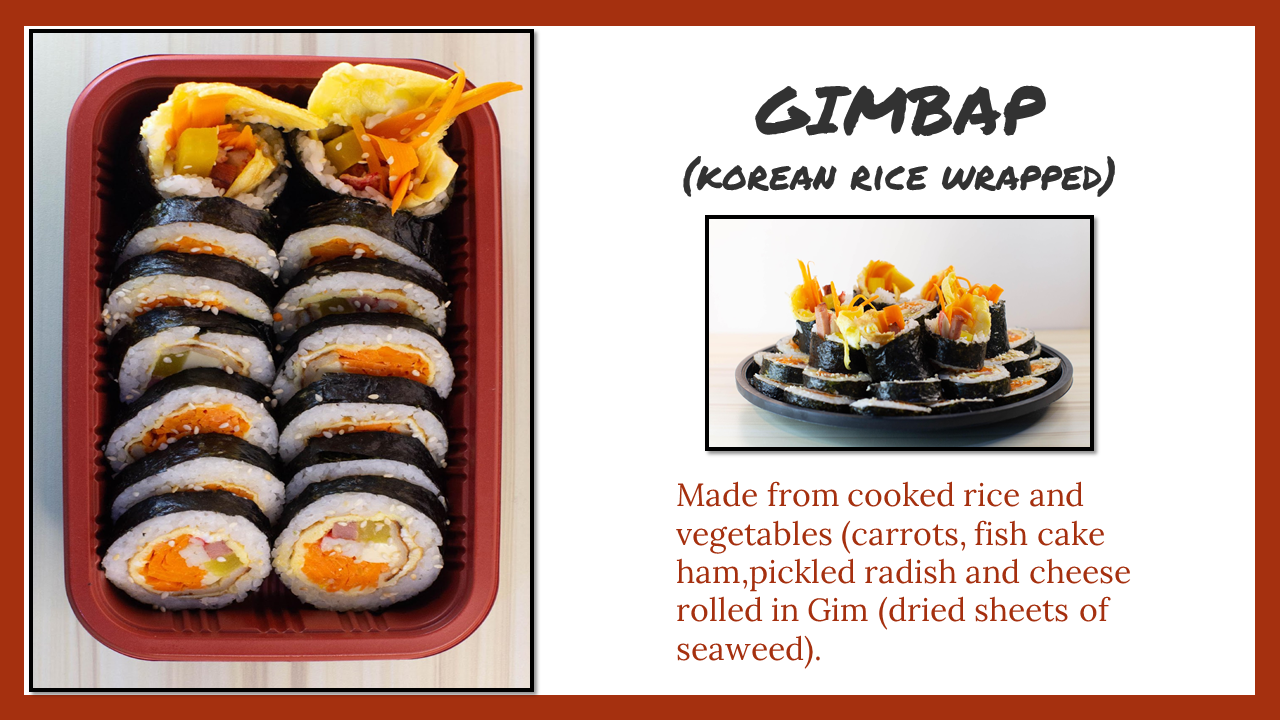 GIMBAP
(KOREAN RICE WRAPPED)
Made from cooked rice and
vegetables (carrots, fish cake
ham,pickled radish and cheese
rolled in Gim (dried sheets of
seaweed).